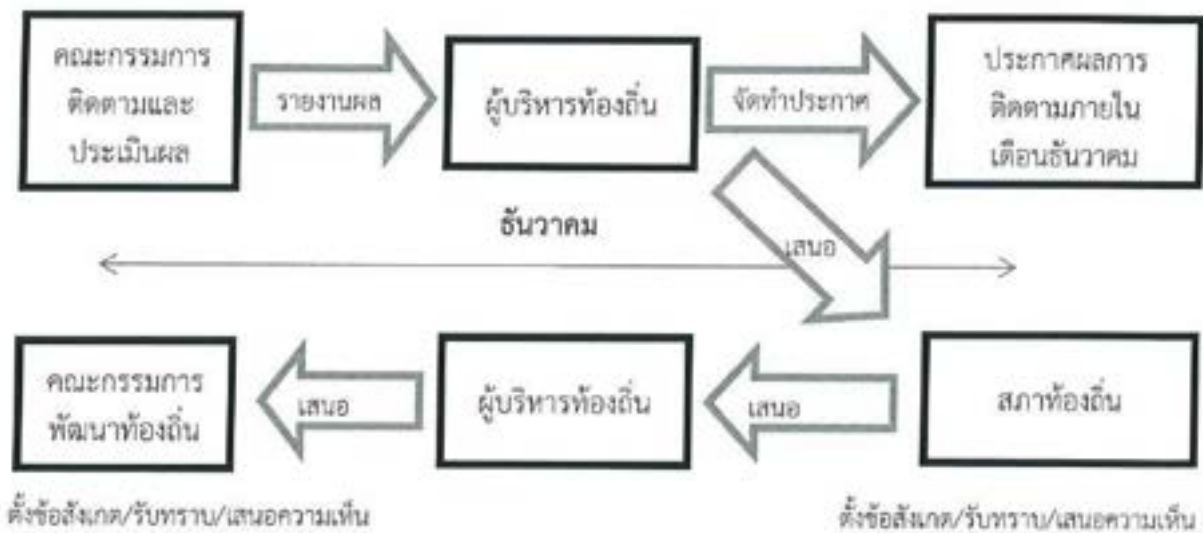 คณะกรรมการ
ติดตามและ
ประเมินผล
รายงานผล
ผู้บริหารท้องถิ่น
จัดทำประกาศ
ประกาศผลการ
ติดตามภายใน
เดือนธันวาคม
ธันวาคม
เสนอ
คณะกรรมการ
พัฒนาท้องถิ่น
เสนอ
ผู้บริหารท้องถิ่น
เสนอ
สภาท้องถิ่น
ตั้งข้อสังเกต/รับทราบ/เสนอความเห็น
ตั้งข้อสังเกต/รับทราบ/เสนอความเห็น